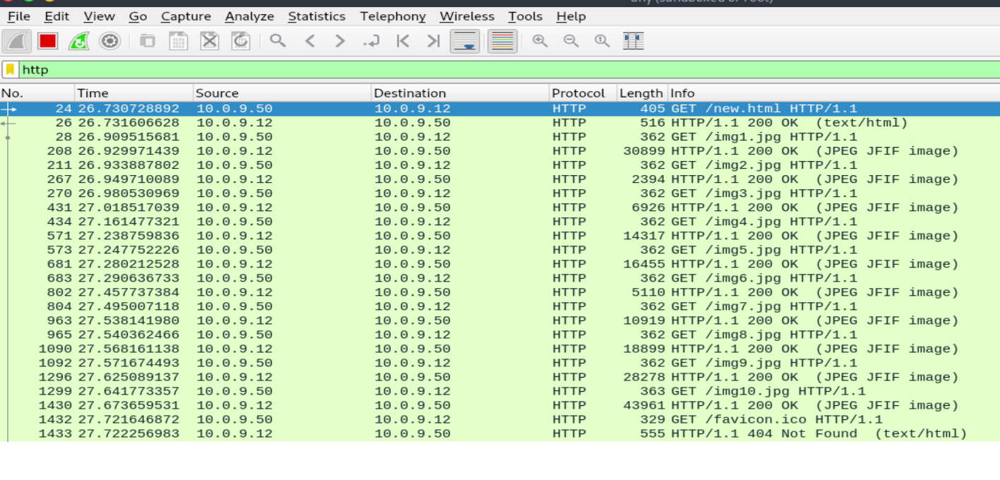 any (sandboxed or root)
File Edit View Go Capture Analyze Statistics Telephony Wireless Tools Help
http
No. Time Source Destination Protocol Length Info
24 26.730728892 10.0.9.50 10.0.9.12 HTTP 405 GET /new.html HTTP/1.1
26 26.731606628 10.0.9.12 10.0.9.50 HTTP 516 HTTP/1.1 200 OK (text/html)
28 26.909515681 10.0.9.50 10.0.9.12 HTTP 362 GET /img1.jpg HTTP/1.1
208 26.929971439 10.0.9.12 10.0.9.50 HTTP 30899 HTTP/1.1 200 OK (JPEG JFIF image)
211 26.933887802 10.0.9.50 10.0.9.12 HTTP 362 GET /img2.jpg HTTP/1.1
267 26.949710089 10.0.9.12 10.0.9.50 HTTP 2394 HTTP/1.1 200 OK (JPEG JFIF image)
270 26.980530969 10.0.9.50 10.0.9.12 HTTP 362 GET /img3.jpg HTTP/1.1
431 27.018517039 10.0.9.12 10.0.9.50 HTTP 6926 HTTP/1.1 200 OK (JPEG JFIF image)
434 27.161477321 10.0.9.50 10.0.9.12 HTTP 362 GET /img4.jpg HTTP/1.1
571 27.238759836 10.0.9.12 10.0.9.50 HTTP 14317 HTTP/1.1 200 OK (JPEG JFIF image)
573 27.247752226 10.0.9.50 10.0.9.12 HTTP 362 GET /img5.jpg HTTP/1.1
681 27.280212528 10.0.9.12 10.0.9.50 HTTP 16455 HTTP/1.1 200 OK (JPEG JFIF image)
683 27.290636733 10.0.9.50 10.0.9.12 HTTP 362 GET /img6.jpg HTTP/1.1
802 27.457737384 10.0.9.12 10.0.9.50 HTTP 5110 HTTP/1.1 200 OK (JPEG JFIF image)
804 27.495007118 10.0.9.50 10.0.9.12 HTTP 362 GET /img7.jpg HTTP/1.1
963 27.538141980 10.0.9.12 10.0.9.50 HTTP 10919 HTTP/1.1 200 OK (JPEG JFIF image)
965 27.540362466 10.0.9.50 10.0.9.12 HTTP 362 GET /img8.jpg HTTP/1.1
1090 27.568161138 10.0.9.12 10.0.9.50 HTTP 18899 HTTP/1.1 200 OK (JPEG JFIF image)
1092 27.571674493 10.0.9.50 10.0.9.12 HTTP 362 GET /img9.jpg HTTP/1.1
1296 27.625089137 10.0.9.12 10.0.9.50 HTTP 28278 HTTP/1.1 200 OK (JPEG JFIF image)
1299 27.641773357 10.0.9.50 10.0.9.12 HTTP 363 GET /img10.jpg HTTP/1.1
1430 27.673659531 10.0.9.12 10.0.9.50 HTTP 43961 HTTP/1.1 200 OK (JPEG JFIF image)
1432 27.721646872 10.0.9.50 10.0.9.12 HTTP 329 GET /favicon.ico HTTP/1.1
1433 27.722256983 10.0.9.12 10.0.9.50 HTTP 555 HTTP/1.1 404 Not Found (text/html)